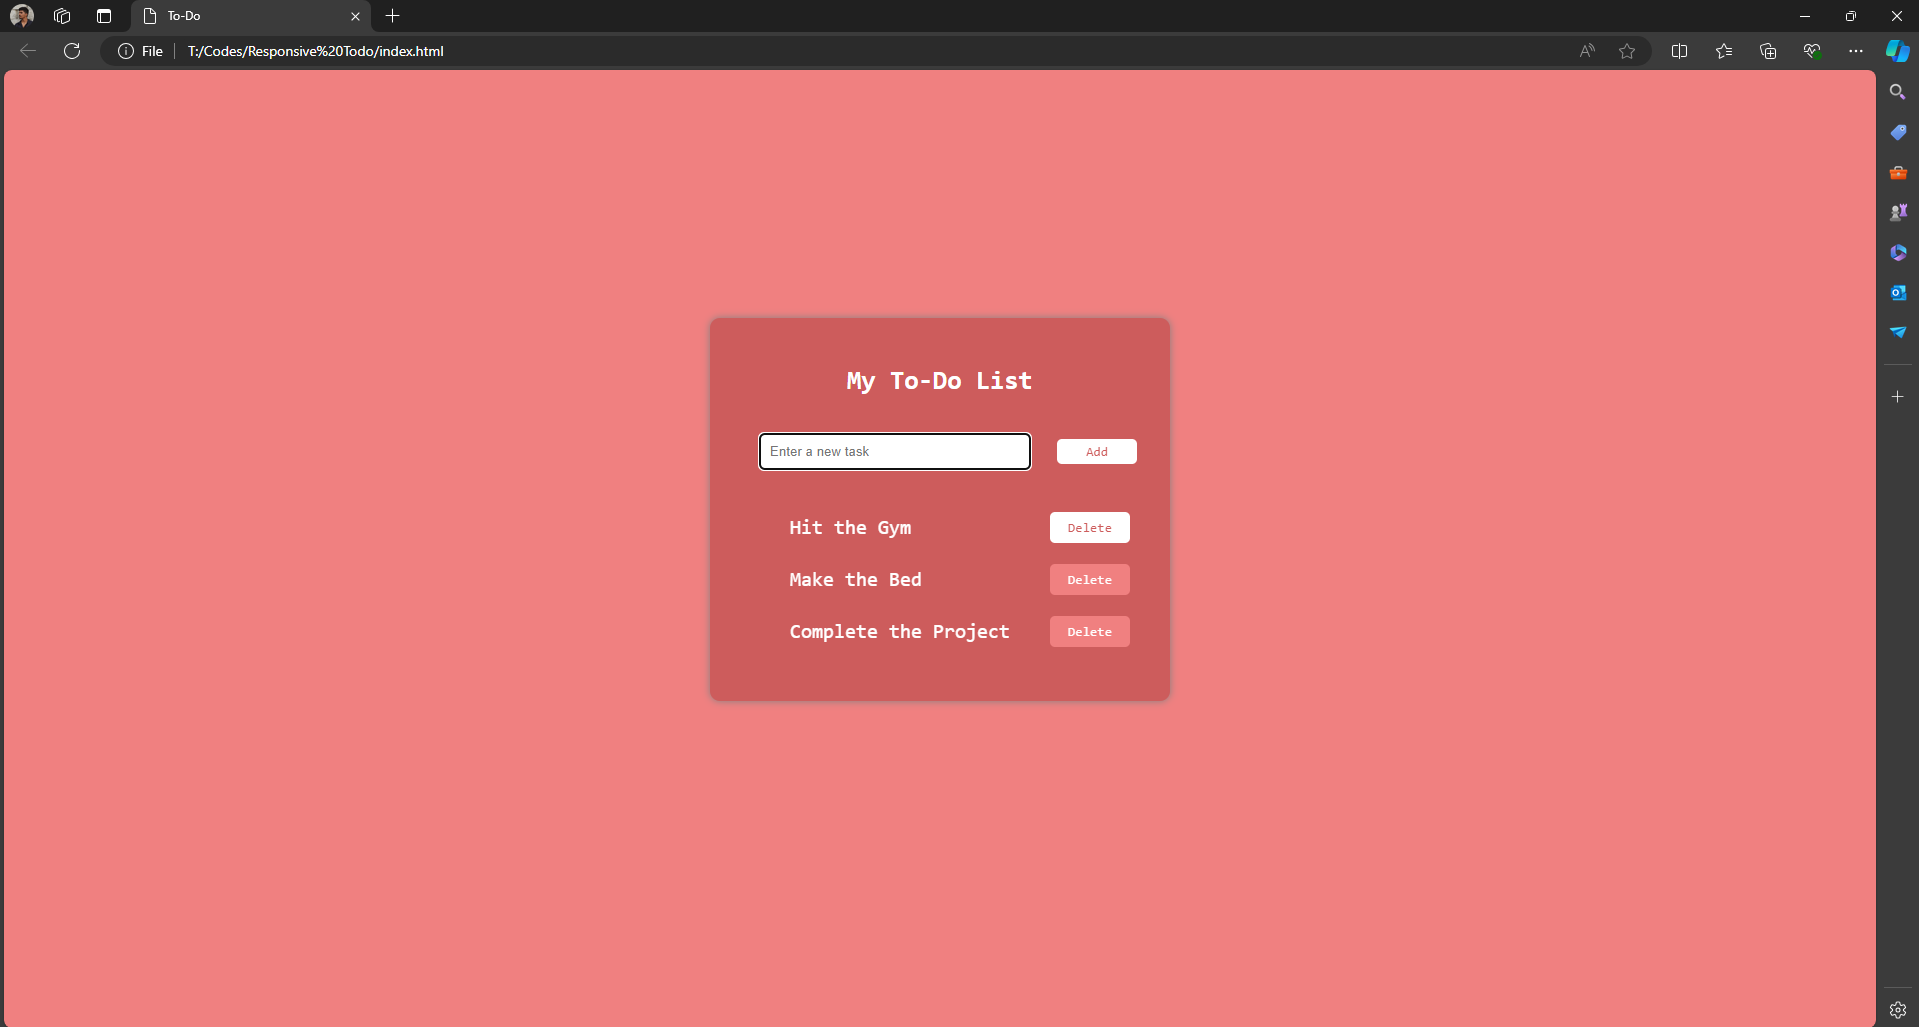 To-Do
File T:/Codes/Responsive%20Todo/index.html
My To-Do List
Enter a new task Add
Hit the Gym Delete
Make the Bed Delete
Complete the Project Delete